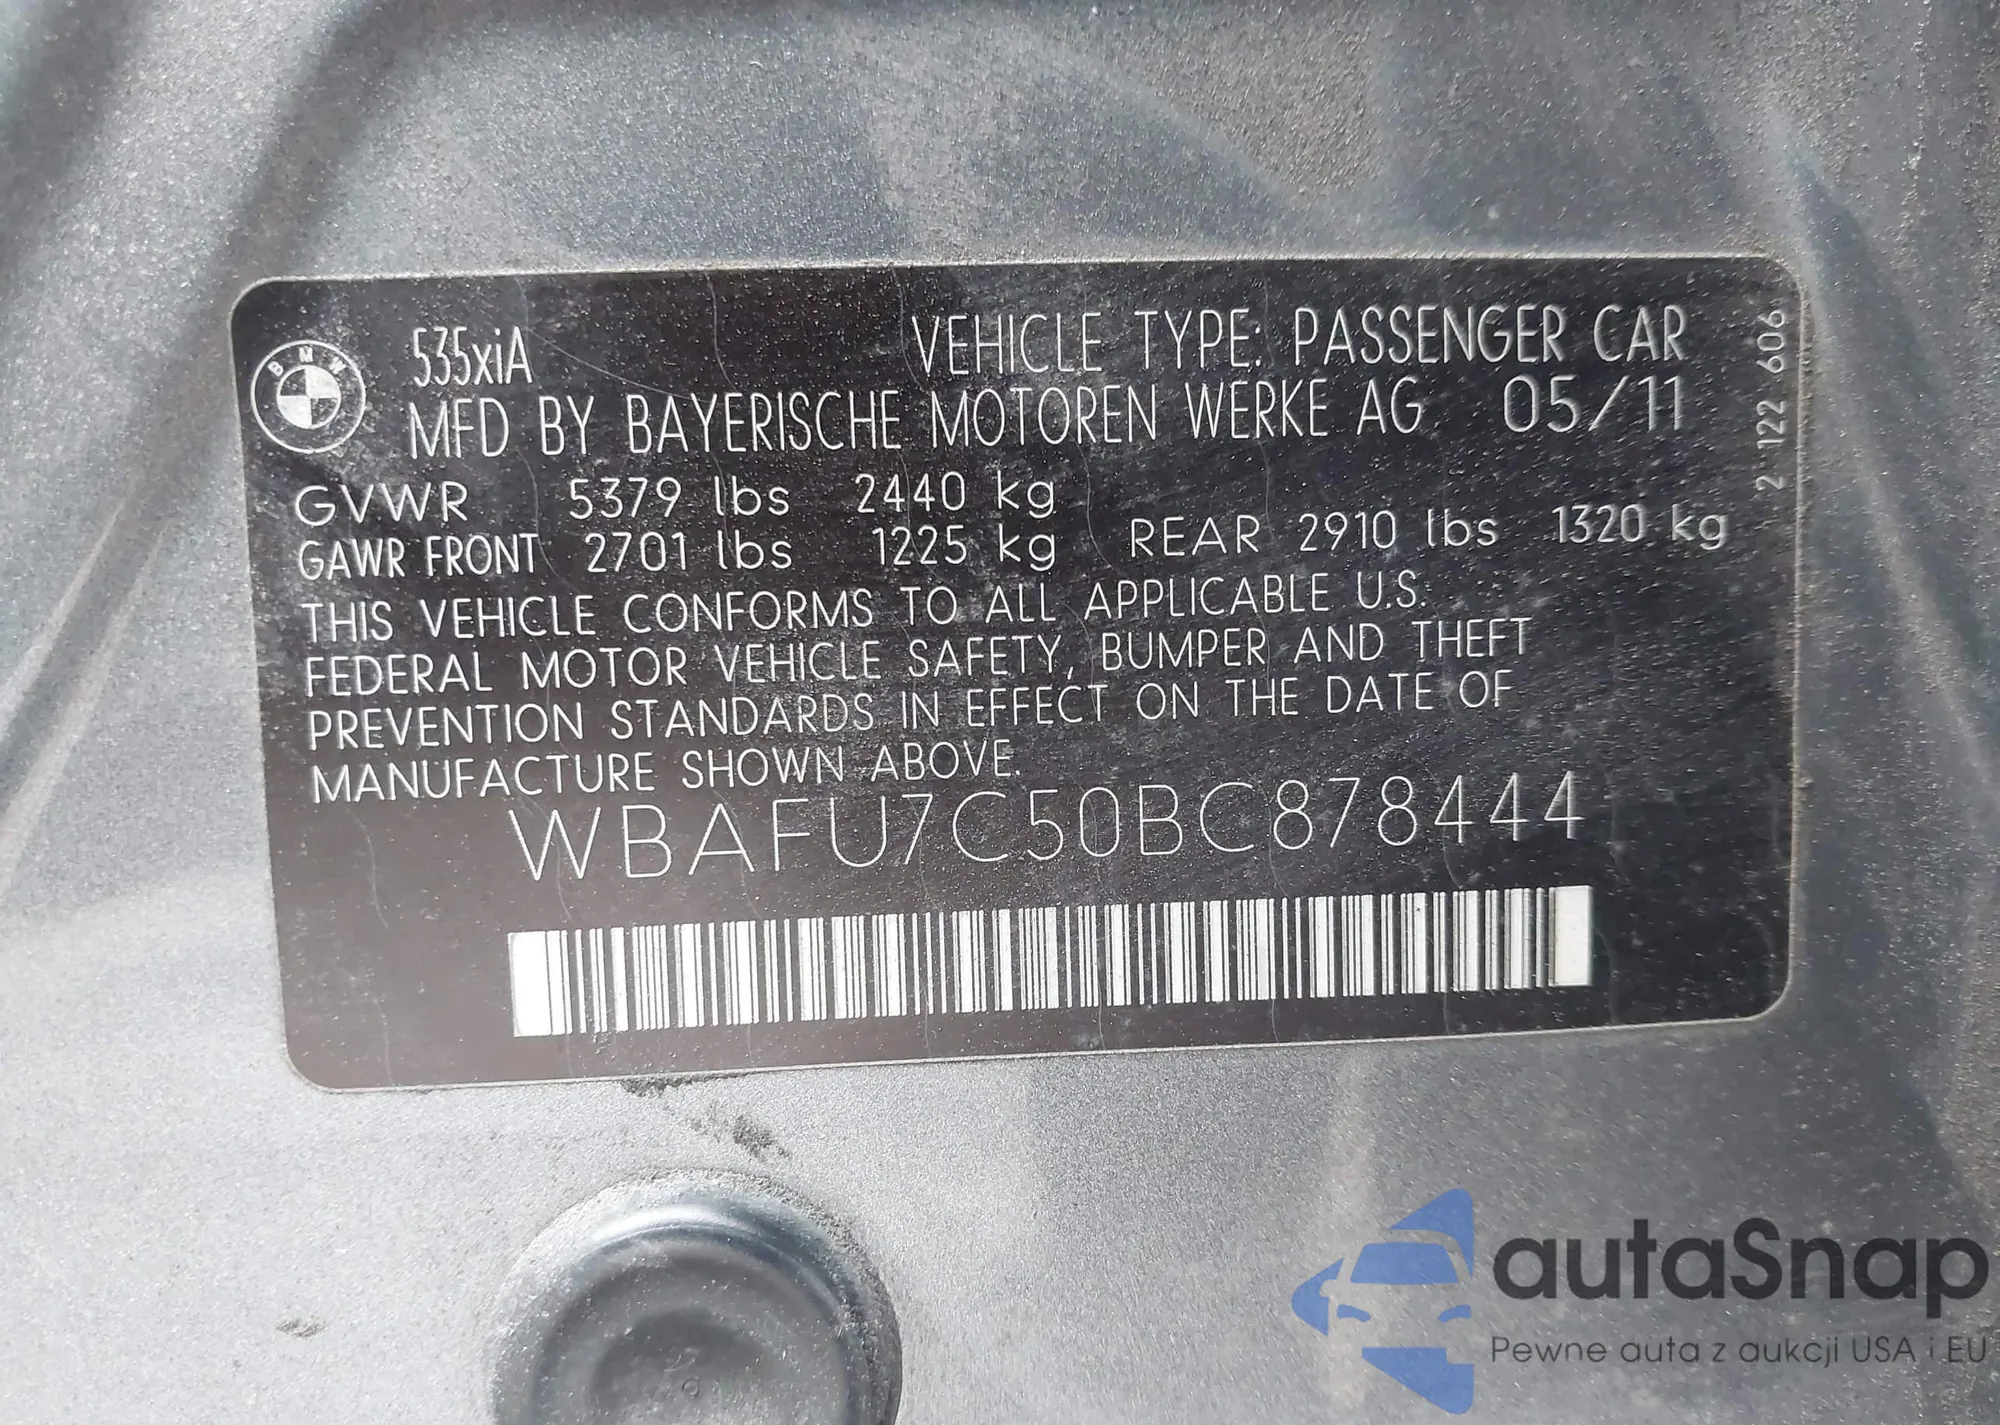 BMW
535xiA
VEHICLE TYPE: PASSENGER CAR
MFD BY BAYERISCHE MOTOREN WERKE AG 05/11
GVWR 5379 lbs 2440 kg
GAWR FRONT 2701 lbs 1225 kg REAR 2910 lbs 1320 kg
THIS VEHICLE CONFORMS TO ALL APPLICABLE U.S.
FEDERAL MOTOR VEHICLE SAFETY, BUMPER AND THEFT
PREVENTION STANDARDS IN EFFECT ON THE DATE OF
MANUFACTURE SHOWN ABOVE.
WBAFU7C50BC878444
2 122 606
autaSnap
Pewne auta z aukcji USA i EU